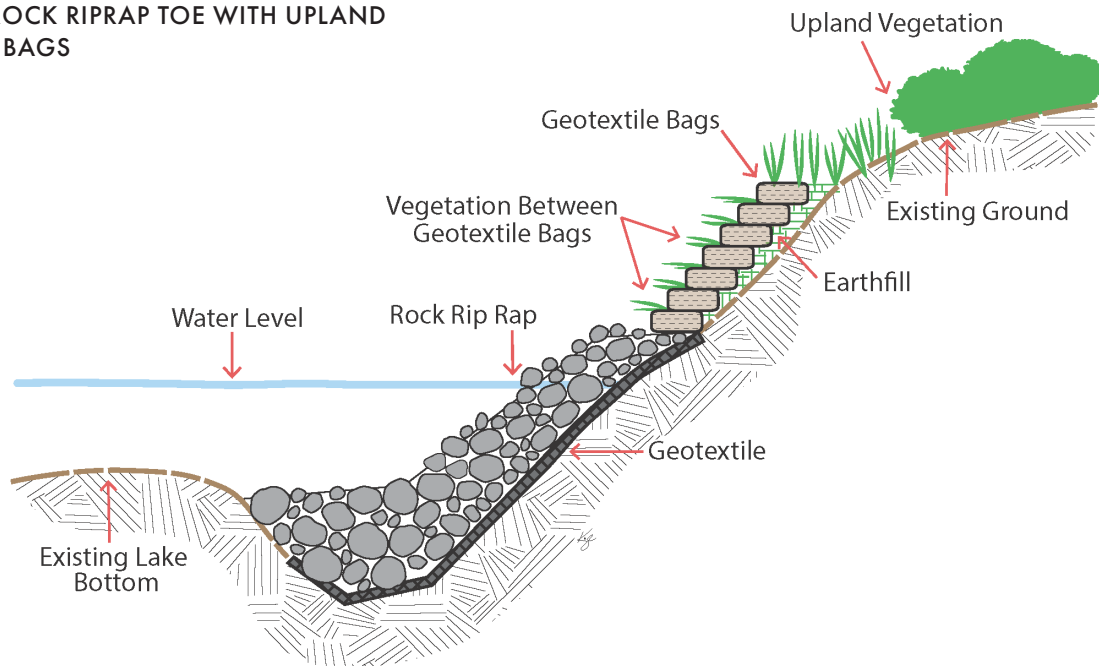 OCK RIPRAP TOE WITH UPLAND
BAGS
Upland Vegetation
Geotextile Bags
Vegetation Between
Geotextile Bags
Existing Ground
Earthfill
Water Level
Rock Rip Rap
Geotextile
Existing Lake
Bottom